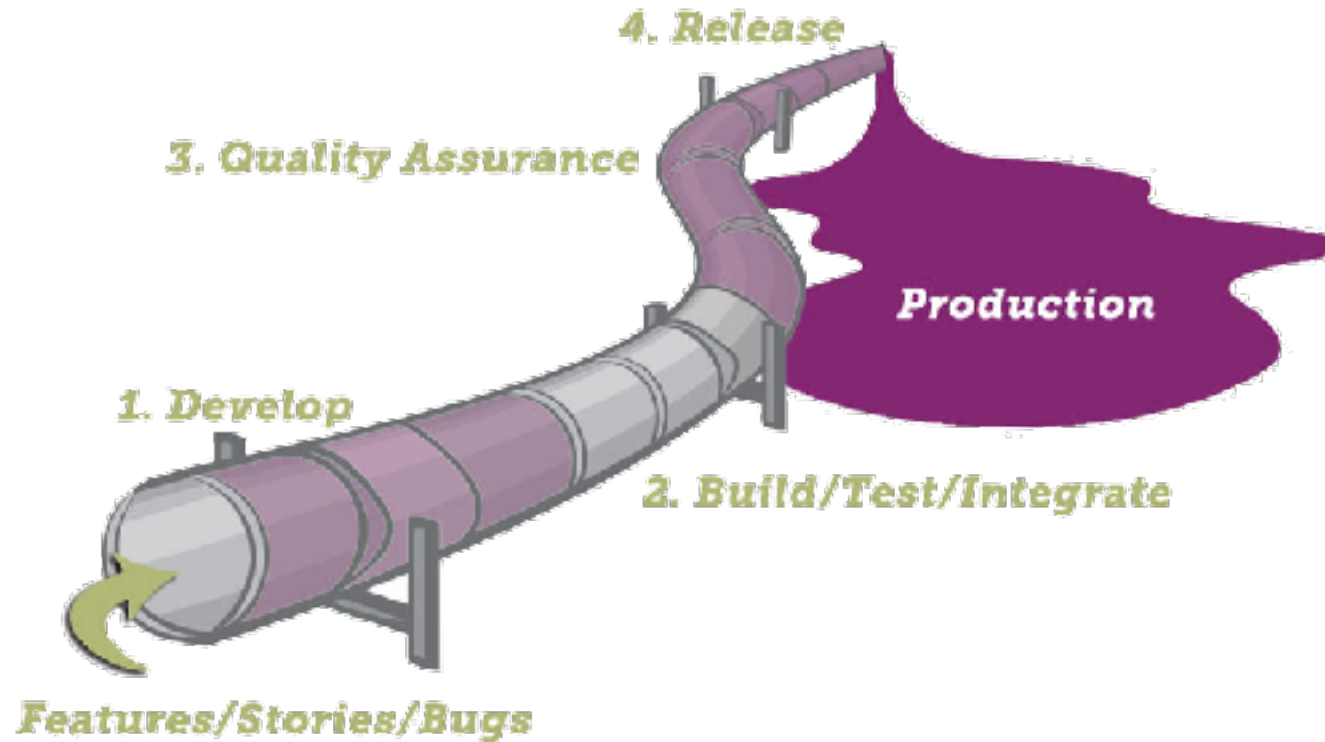 4. Release
3. Quality Assurance
Production
1. Develop
2. Build/Test/Integrate
Features/Stories/Bugs